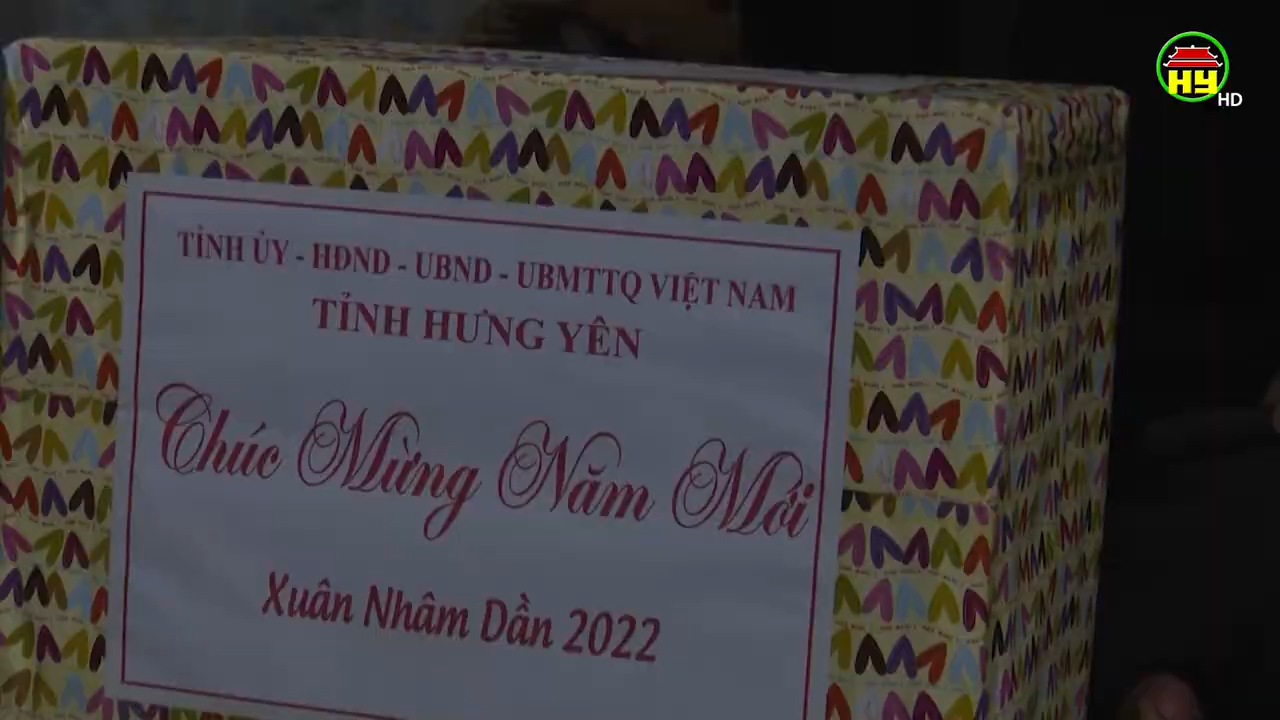 HY
HD
TỈNH ỦY - HĐND - UBND - UBMTTQ VIỆT NAM
TỈNH HƯNG YÊN
Chúc Mừng Năm Mới
Xuân Nhâm Dần 2022